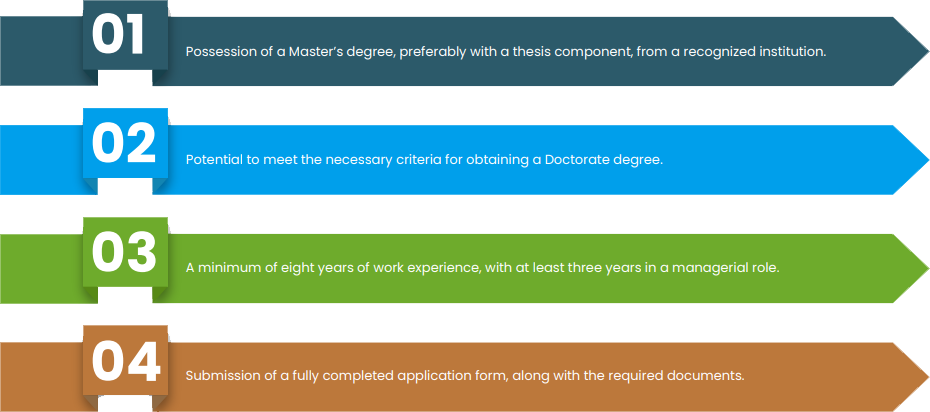 01
Possession of a Master’s degree, preferably with a thesis component, from a recognized institution.
02
Potential to meet the necessary criteria for obtaining a Doctorate degree.
03
A minimum of eight years of work experience, with at least three years in a managerial role.
04
Submission of a fully completed application form, along with the required documents.